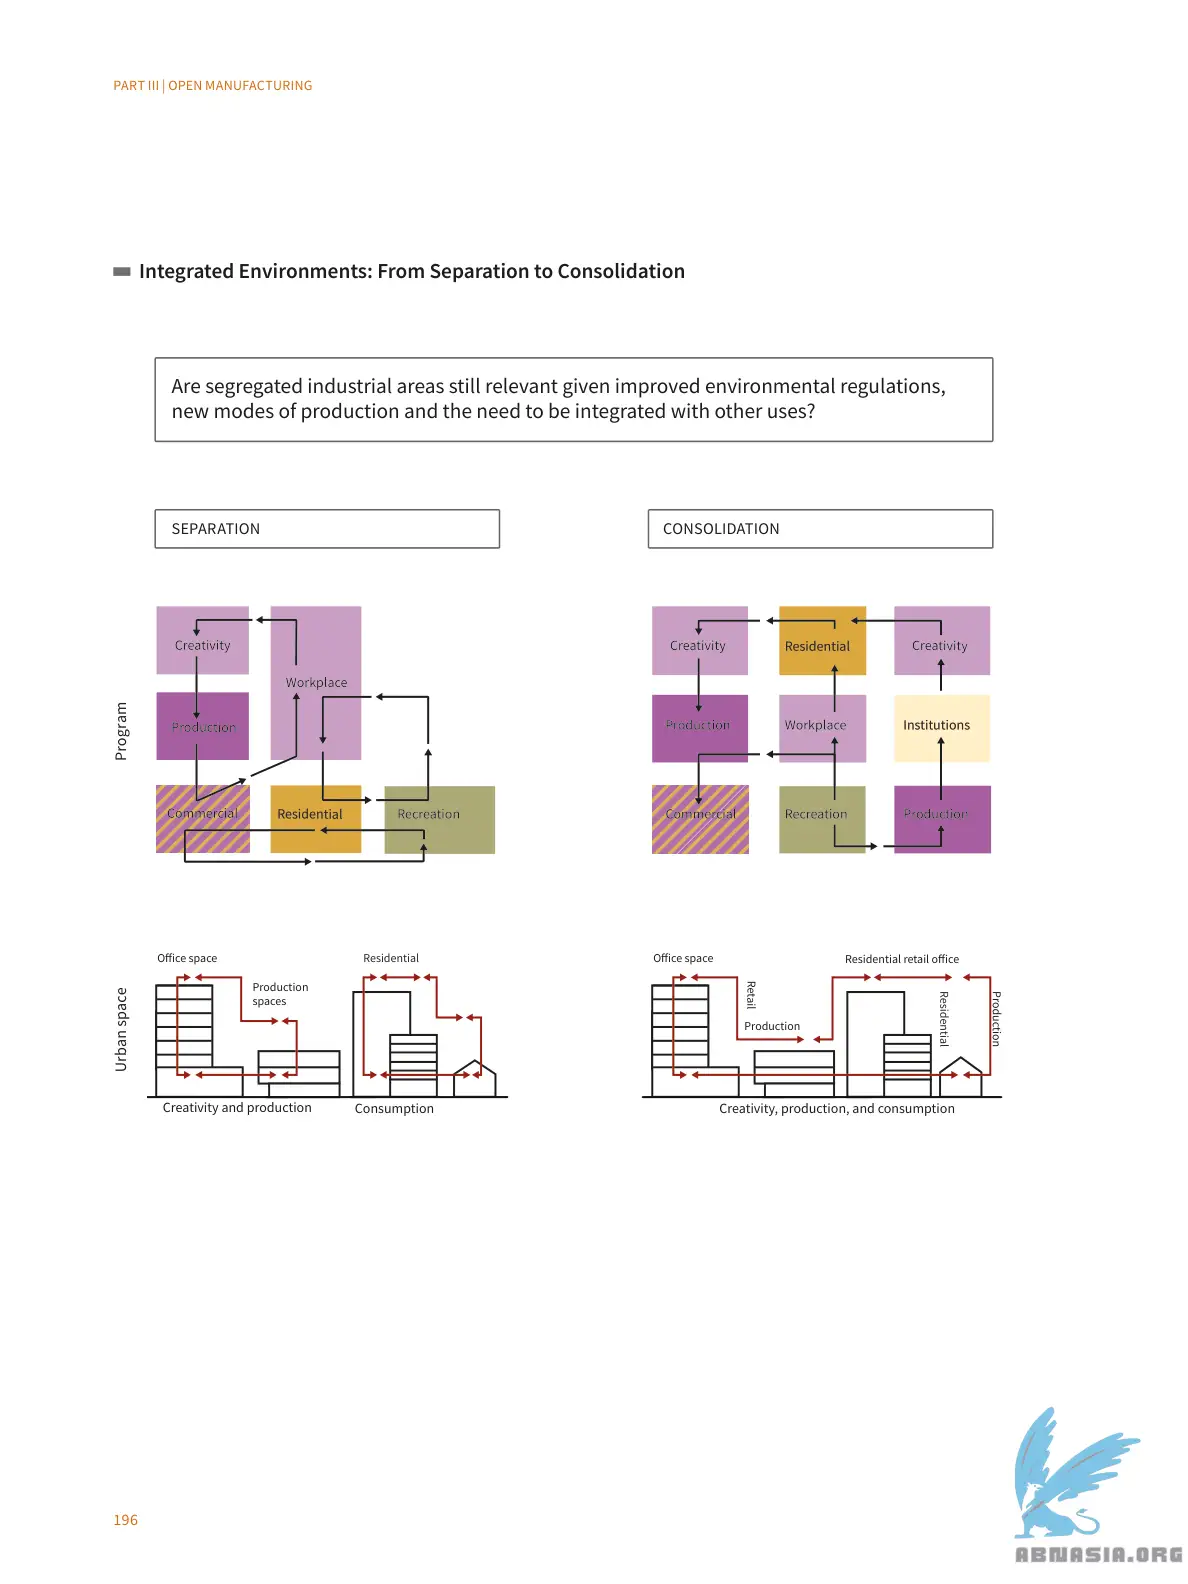 PART III | OPEN MANUFACTURING
Integrated Environments: From Separation to Consolidation
Are segregated industrial areas still relevant given improved environmental regulations,
new modes of production and the need to be integrated with other uses?
SEPARATION
CONSOLIDATION
Program
Creativity
Workplace
Production
Commercial
Residential
Recreation
Creativity
Residential
Creativity
Production
Workplace
Institutions
Commercial
Recreation
Production
Urban space
Office space
Production
spaces
Residential
Creativity and production
Consumption
Office space
Retail
Production
Residential retail office
Residential
Production
Creativity, production, and consumption
196
ABNASIA.ORG